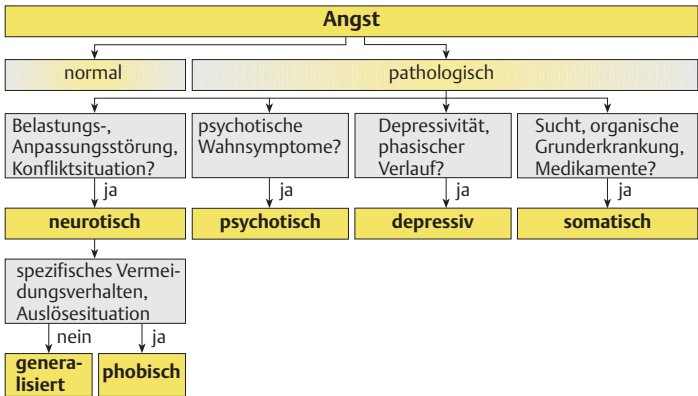 Angst
normal
pathologisch
Belastungs-,
Anpassungsstörung,
Konfliktsituation?
psychotische
Wahnsymptome?
Depressivität,
phasischer
Verlauf?
Sucht, organische
Grunderkrankung,
Medikamente?
ja
ja
ja
ja
neurotisch
psychotisch
depressiv
somatisch
spezifisches Vermei-
dungsverhalten,
Auslösesituation
nein
ja
genera-
lisiert
phobisch